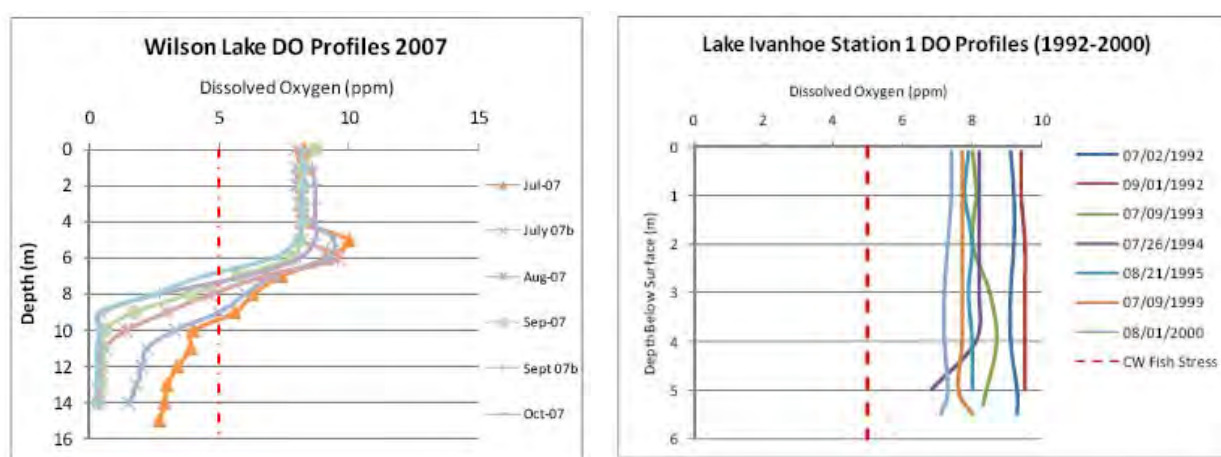 Wilson Lake DO Profiles 2007
Dissolved Oxygen (ppm)
0 5 10 15
0
2
4
6
8
10
12
14
16
Depth (m)
Jul-07
July 07b
Aug-07
Sep-07
Sept 07b
Oct-07
Lake Ivanhoe Station 1 DO Profiles (1992-2000)
Dissolved Oxygen (ppm)
0 2 4 6 8 10
0
1
2
3
4
5
6
Depth Below Surface (m)
07/02/1992
09/01/1992
07/09/1993
07/26/1994
08/21/1995
07/09/1999
08/01/2000
CW Fish Stress